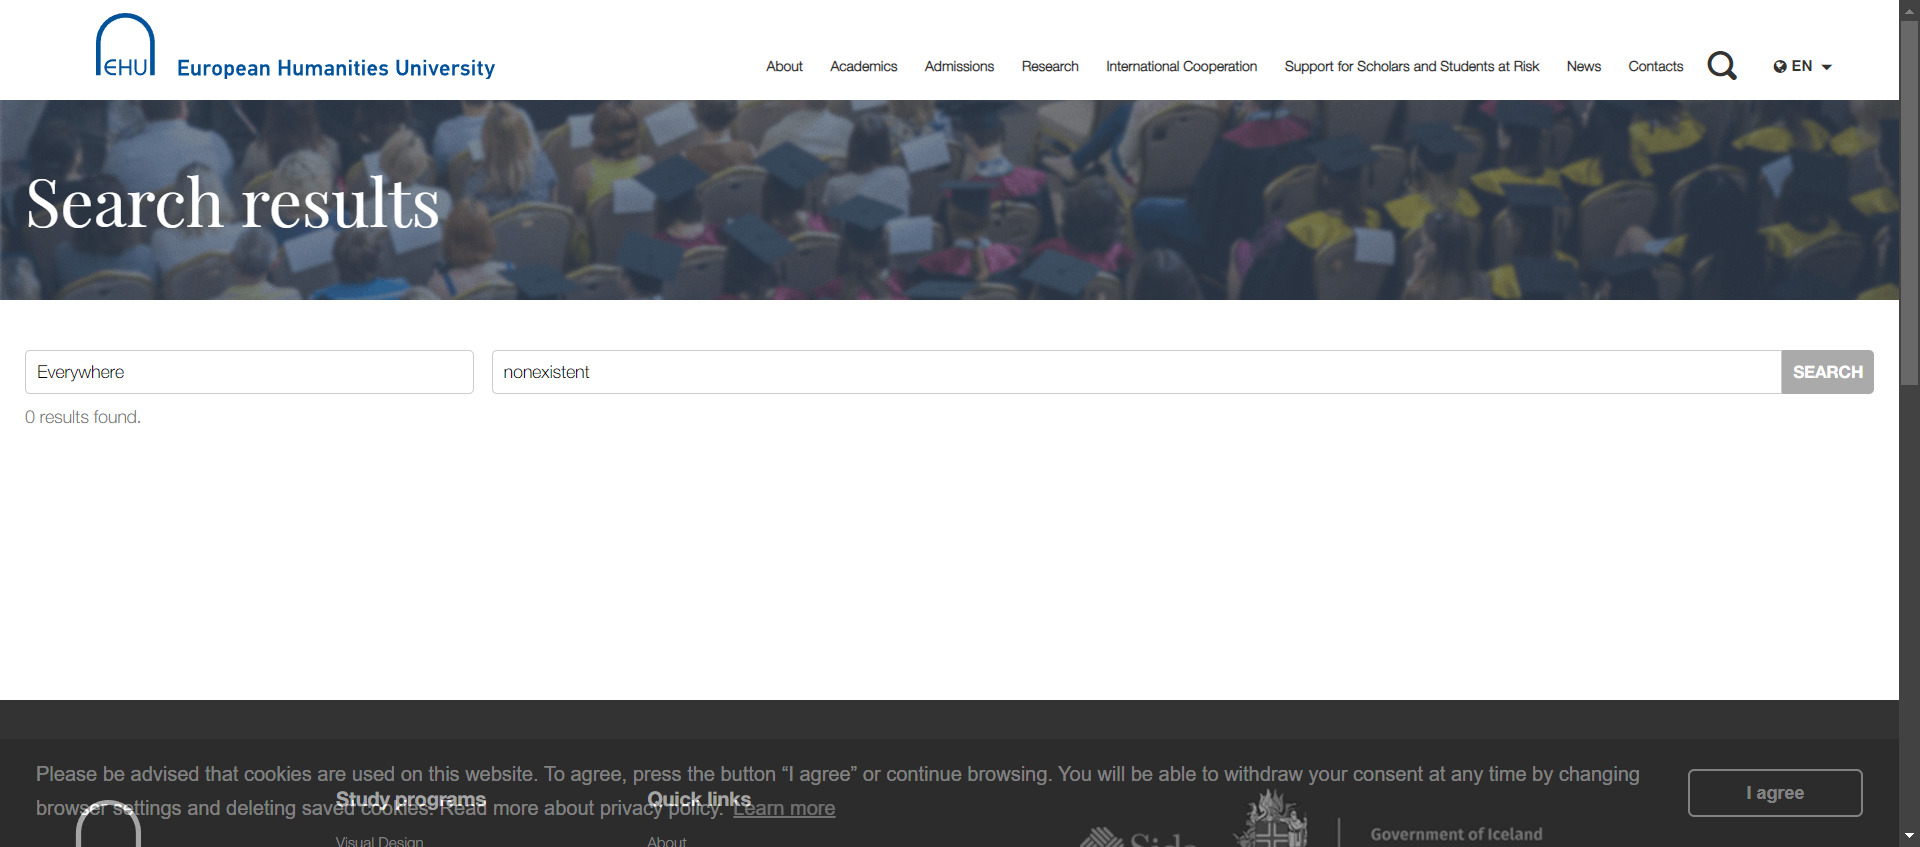 EHU European Humanities University
About Academics Admissions Research International Cooperation Support for Scholars and Students at Risk News Contacts EN
Search results
Everywhere nonexistent SEARCH
0 results found.
Please be advised that cookies are used on this website. To agree, press the button “I agree” or continue browsing. You will be able to withdraw your consent at any time by changing
browser settings and deleting saved cookies. Read more about privacy policy. Learn more
I agree
Study programs Quick links
Visual Design About
Government of Iceland